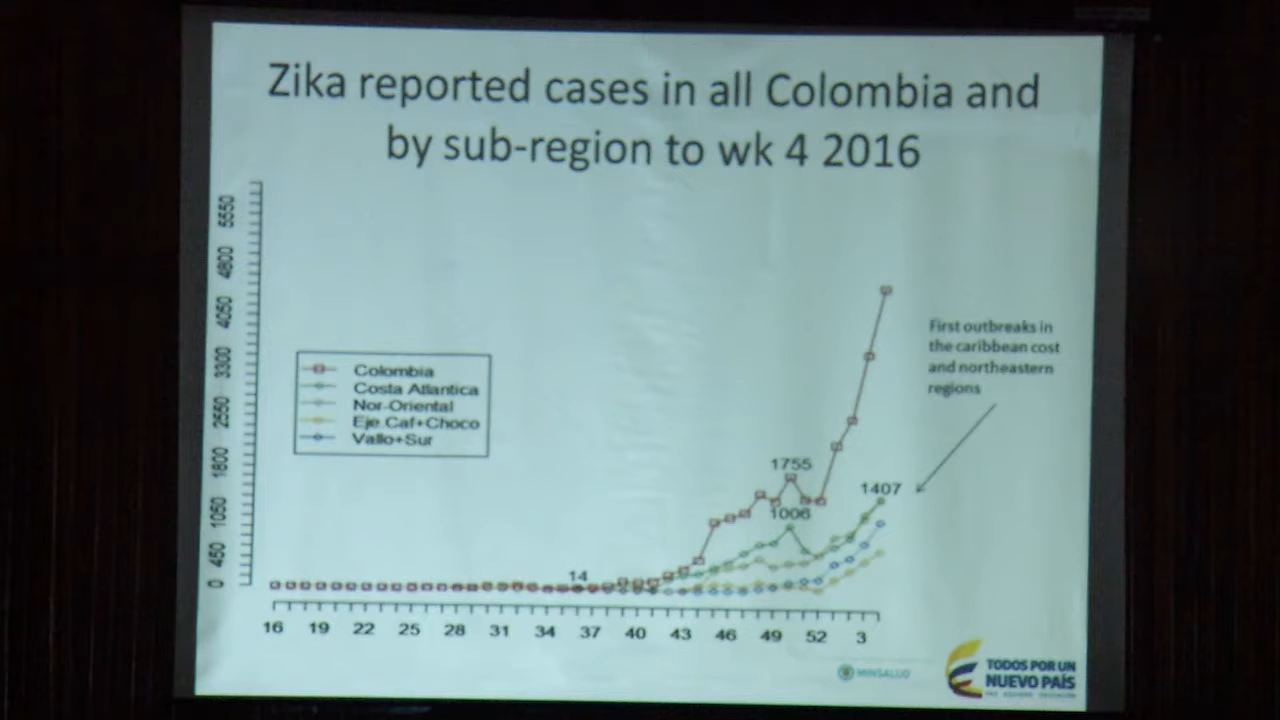 Zika reported cases in all Colombia and
by sub-region to wk 4 2016
5550
4800
4050
3300
2550
1800
1050
450
0
Colombia
Costa Atlantica
Nor-Oriental
Eje Caf+Choco
Vallo+Sur
First outbreaks in
the caribbean cost
and northeastern
regions
1755
1407
1006
14
16 19 22 25 28 31 34 37 40 43 46 49 52 3
MINSALUD
TODOS POR UN
NUEVO PAÍS